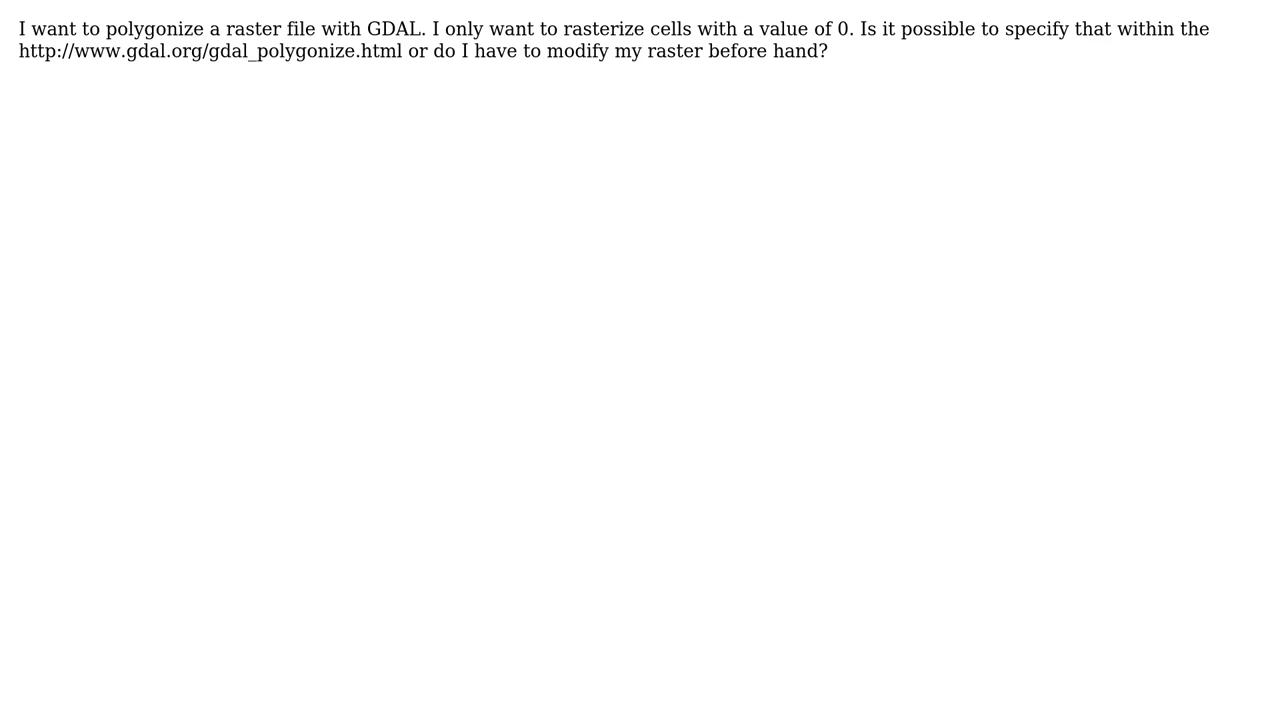 I want to polygonize a raster file with GDAL. I only want to rasterize cells with a value of 0. Is it possible to specify that within the
http://www.gdal.org/gdal_polygonize.html or do I have to modify my raster before hand?